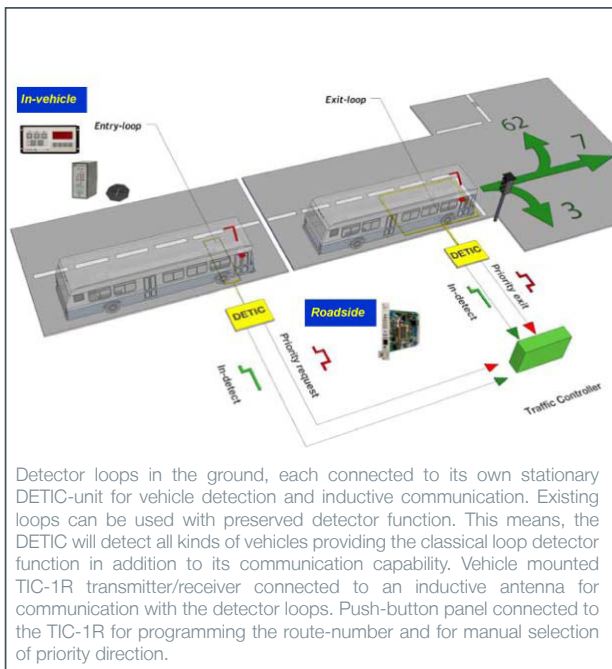 In-vehicle
Entry-loop
Exit-loop
62
7
3
DETIC
In-detect
Priority exit
DETIC
Roadside
In-detect
Priority request
Traffic Controller
Detector loops in the ground, each connected to its own stationary
DETIC-unit for vehicle detection and inductive communication. Existing
loops can be used with preserved detector function. This means, the
DETIC will detect all kinds of vehicles providing the classical loop detector
function in addition to its communication capability. Vehicle mounted
TIC-1R transmitter/receiver connected to an inductive antenna for
communication with the detector loops. Push-button panel connected to
the TIC-1R for programming the route-number and for manual selection
of priority direction.